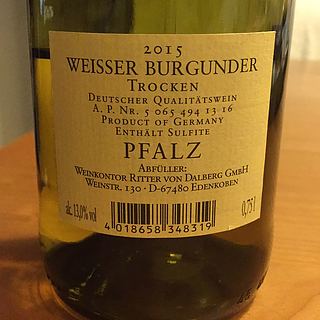 2015
WEISSER BURGUNDER
TROCKEN
DEUTSCHER QUALITÄTSWEIN
A. P. NR. 5 065 494 13 16
PRODUCT OF GERMANY
ENTHÄLT SULFITE
PFALZ
ABFÜLLER:
WEINKONTOR RITTER VON DALBERG GMBH
WEINSTR. 130 · D-67480 EDENKOBEN
alc. 13,0% vol
0,75 l
4 018658 348319